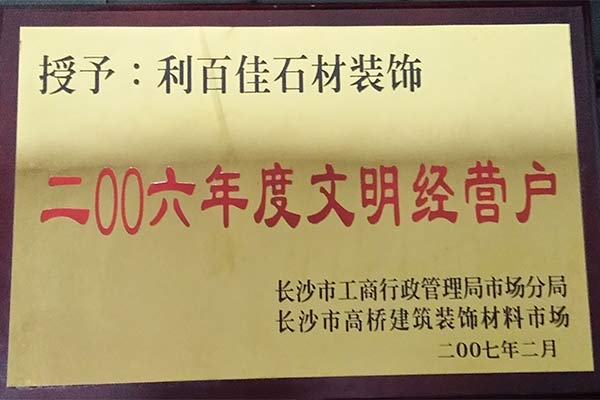 授予：利百佳石材装饰
二00六年度文明经营户
长沙市工商行政管理局市场分局
长沙市高桥建筑装饰材料市场
二00七年二月